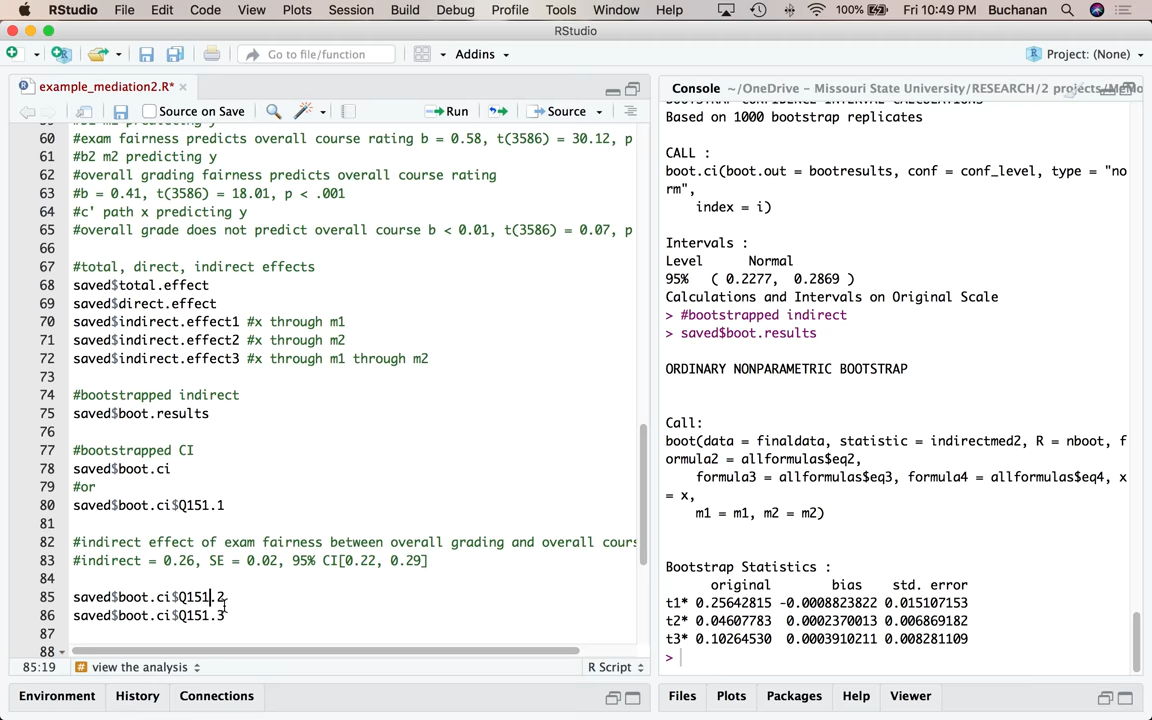 RStudio File Edit Code View Plots Session Build Debug Profile Tools Window Help 100% Fri 10:49 PM Buchanan
RStudio
Go to file/function Addins Project: (None)
example_mediation2.R*
Source on Save Run Source
60 #exam fairness predicts overall course rating b = 0.58, t(3586) = 30.12, p
61 #b2 m2 predicting y
62 #overall grading fairness predicts overall course rating
63 #b = 0.41, t(3586) = 18.01, p < .001
64 #c' path x predicting y
65 #overall grade does not predict overall course b < 0.01, t(3586) = 0.07, p
66
67 #total, direct, indirect effects
68 saved$total.effect
69 saved$direct.effect
70 saved$indirect.effect1 #x through m1
71 saved$indirect.effect2 #x through m2
72 saved$indirect.effect3 #x through m1 through m2
73
74 #bootstrapped indirect
75 saved$boot.results
76
77 #bootstrapped CI
78 saved$boot.ci
79 #or
80 saved$boot.ci$Q151.1
81
82 #indirect effect of exam fairness between overall grading and overall cours
83 #indirect = 0.26, SE = 0.02, 95% CI[0.22, 0.29]
84
85 saved$boot.ci$Q151.2
86 saved$boot.ci$Q151.3
87
88
85:19 view the analysis R Script
Environment History Connections
Console ~/OneDrive – Missouri State University/RESEARCH/2 projects/
BOOTSTRAP CONFIDENCE INTERVAL CALCULATIONS
Based on 1000 bootstrap replicates
CALL :
boot.ci(boot.out = bootresults, conf = conf_level, type = "no
rm",
index = i)
Intervals :
Level Normal
95% ( 0.2277, 0.2869 )
Calculations and Intervals on Original Scale
> #bootstrapped indirect
> saved$boot.results
ORDINARY NONPARAMETRIC BOOTSTRAP
Call:
boot(data = finaldata, statistic = indirectmed2, R = nboot, f
ormula2 = allformulas$eq2,
formula3 = allformulas$eq3, formula4 = allformulas$eq4, x
= x,
m1 = m1, m2 = m2)
Bootstrap Statistics :
original bias std. error
t1* 0.25642815 -0.0008823822 0.015107153
t2* 0.04607783 0.0002370013 0.006869182
t3* 0.10264530 0.0003910211 0.008281109
>
Files Plots Packages Help Viewer